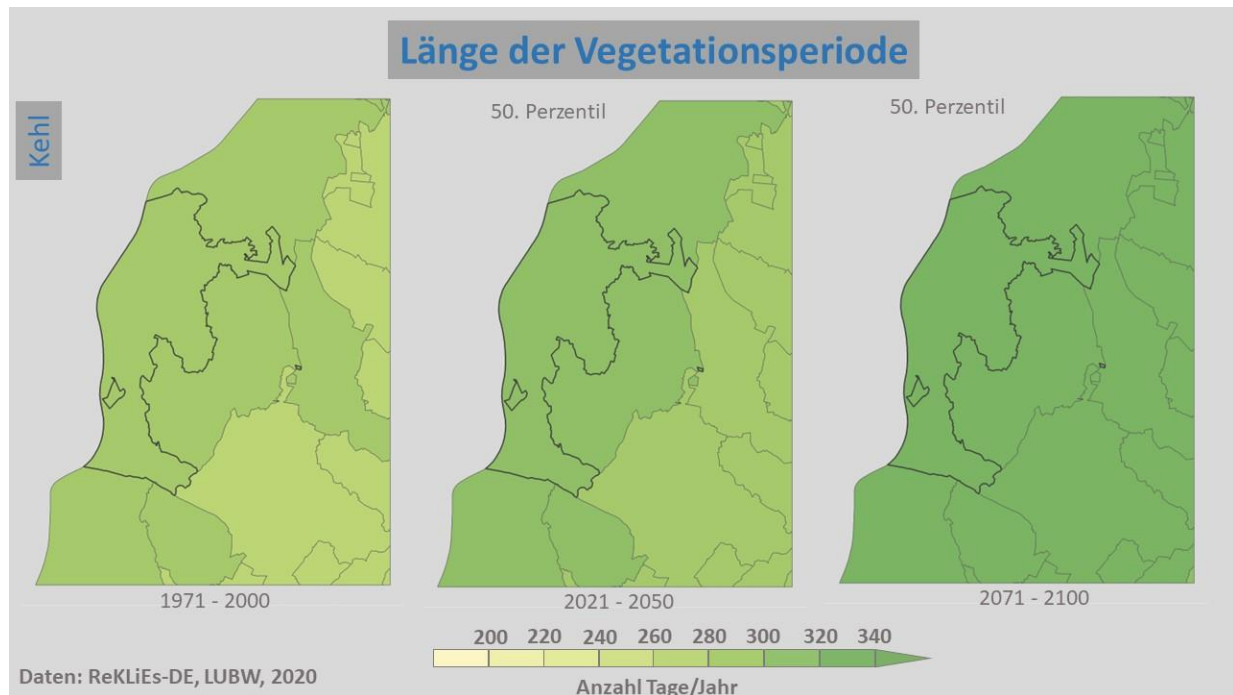 Länge der Vegetationsperiode
Kehl
50. Perzentil
50. Perzentil
1971 - 2000
2021 - 2050
2071 - 2100
200 220 240 260 280 300 320 340
Anzahl Tage/Jahr
Daten: ReKLiEs-DE, LUBW, 2020